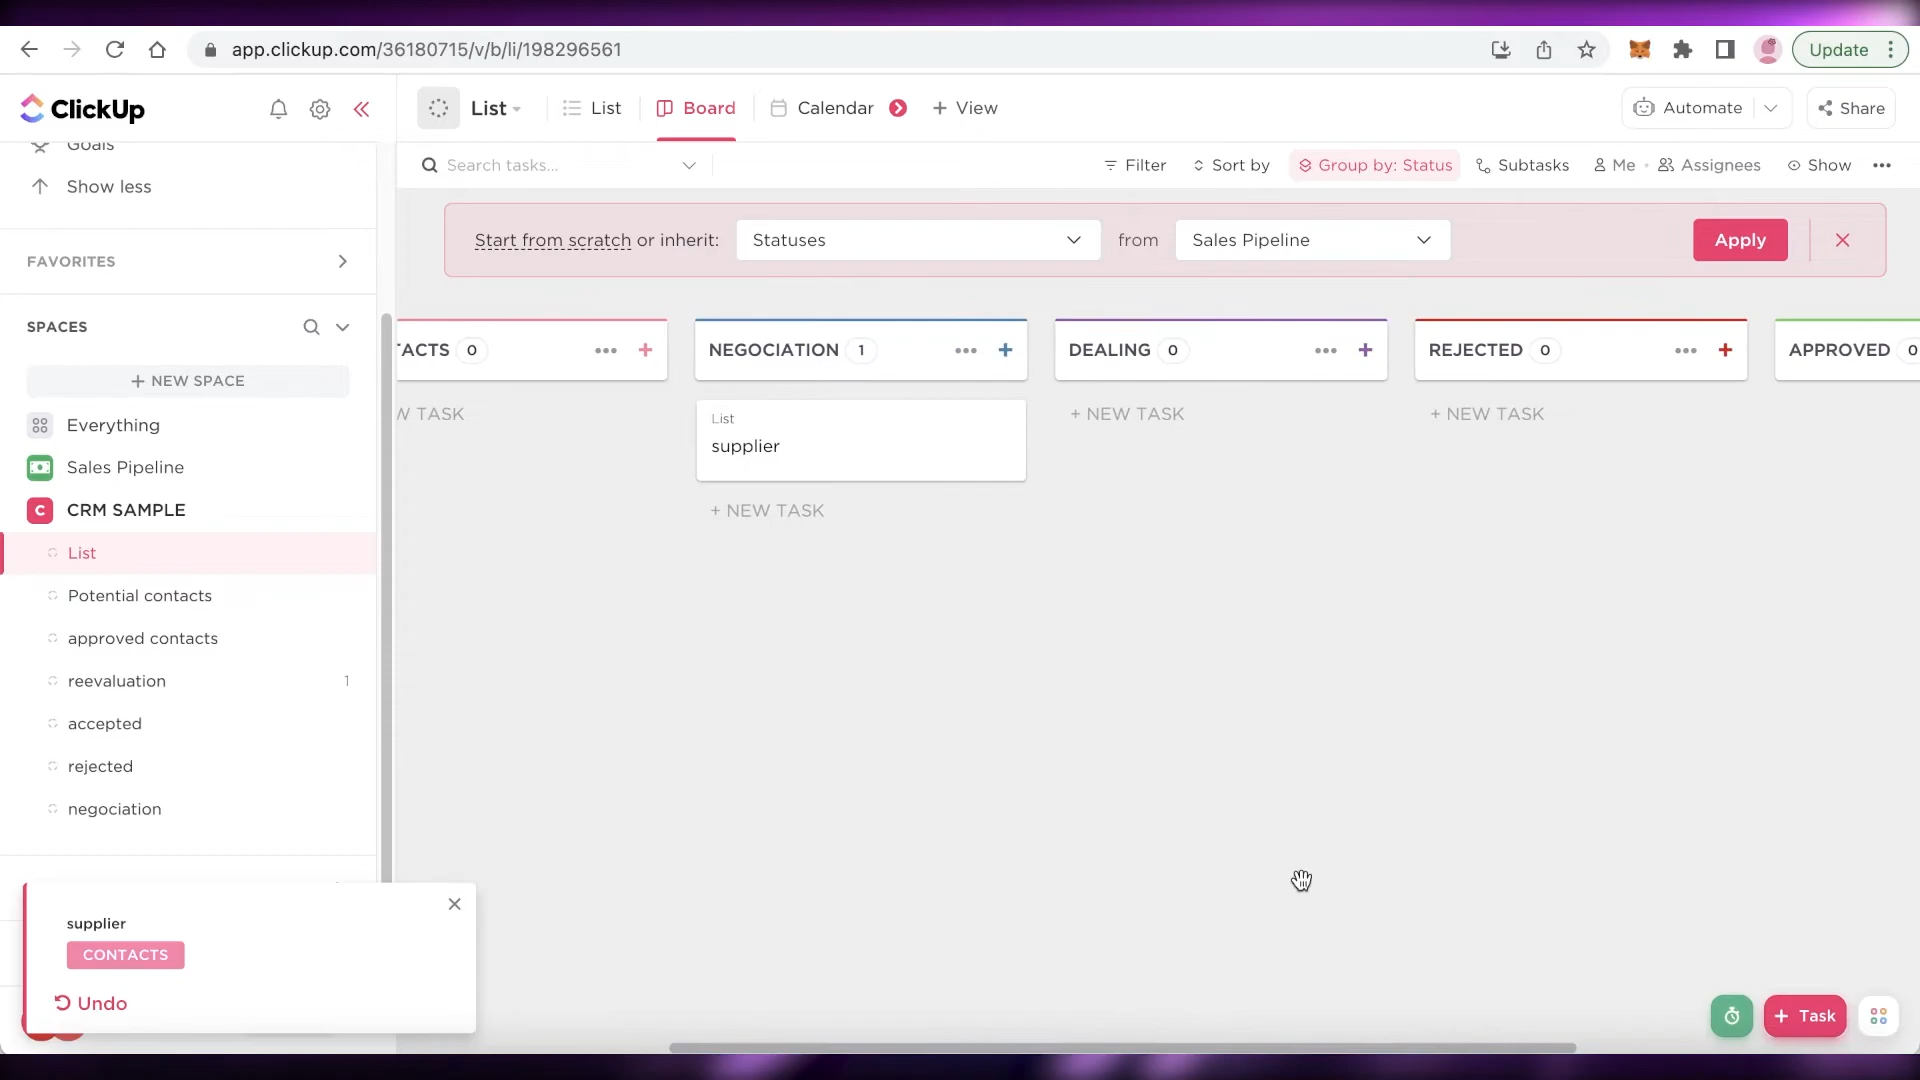 app.clickup.com/36180715/v/b/li/198296561
Update
ClickUp
List
List
Board
Calendar
+ View
Automate
Share
Goals
Show less
Search tasks...
Filter
Sort by
Group by: Status
Subtasks
Me
Assignees
Show
FAVORITES
Start from scratch or inherit:
Statuses
from
Sales Pipeline
Apply
SPACES
+ NEW SPACE
Everything
Sales Pipeline
C
CRM SAMPLE
List
Potential contacts
approved contacts
reevaluation 1
accepted
rejected
negociation
TACTS 0
W TASK
NEGOCIATION 1
List
supplier
+ NEW TASK
DEALING 0
+ NEW TASK
REJECTED 0
+ NEW TASK
APPROVED 0
supplier
CONTACTS
Undo
+ Task